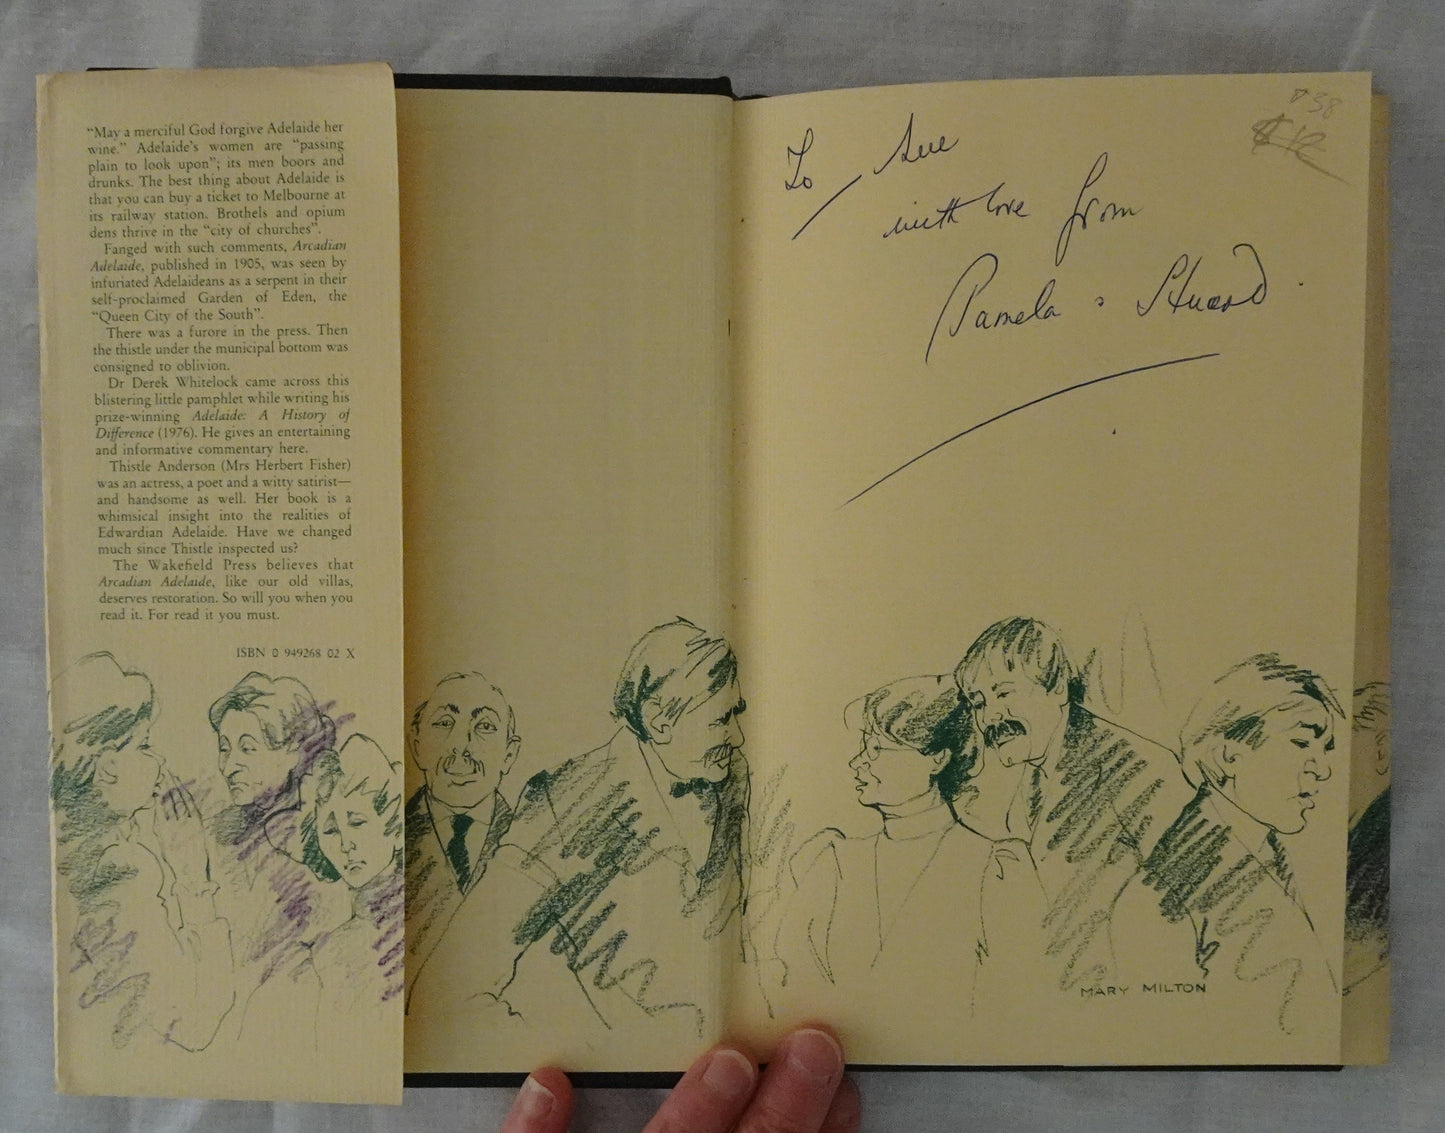 "May a merciful God forgive Adelaide her
wine." Adelaide's women are "passing
plain to look upon"; its men boors and
drunks. The best thing about Adelaide is
that you can buy a ticket to Melbourne at
its railway station. Brothels and opium
dens thrive in the "city of churches".
Fanged with such comments, Arcadian
Adelaide, published in 1905, was seen by
infuriated Adelaideans as a serpent in their
self-proclaimed Garden of Eden, the
"Queen City of the South".
There was a furore in the press. Then
the thistle under the municipal bottom was
consigned to oblivion.
Dr Derek Whitelock came across this
blistering little pamphlet while writing his
prize-winning Adelaide: A History of
Difference (1976). He gives an entertaining
and informative commentary here.
Thistle Anderson (Mrs Herbert Fisher)
was an actress, a poet and a witty satirist—
and handsome as well. Her book is a
whimsical insight into the realities of
Edwardian Adelaide. Have we changed
much since Thistle inspected us?
The Wakefield Press believes that
Arcadian Adelaide, like our old villas,
deserves restoration. So will you when you
read it. For read it you must.
ISBN 0 949268 02 X
To Sue
with love from
Pamela & Stuart
MARY MILTON